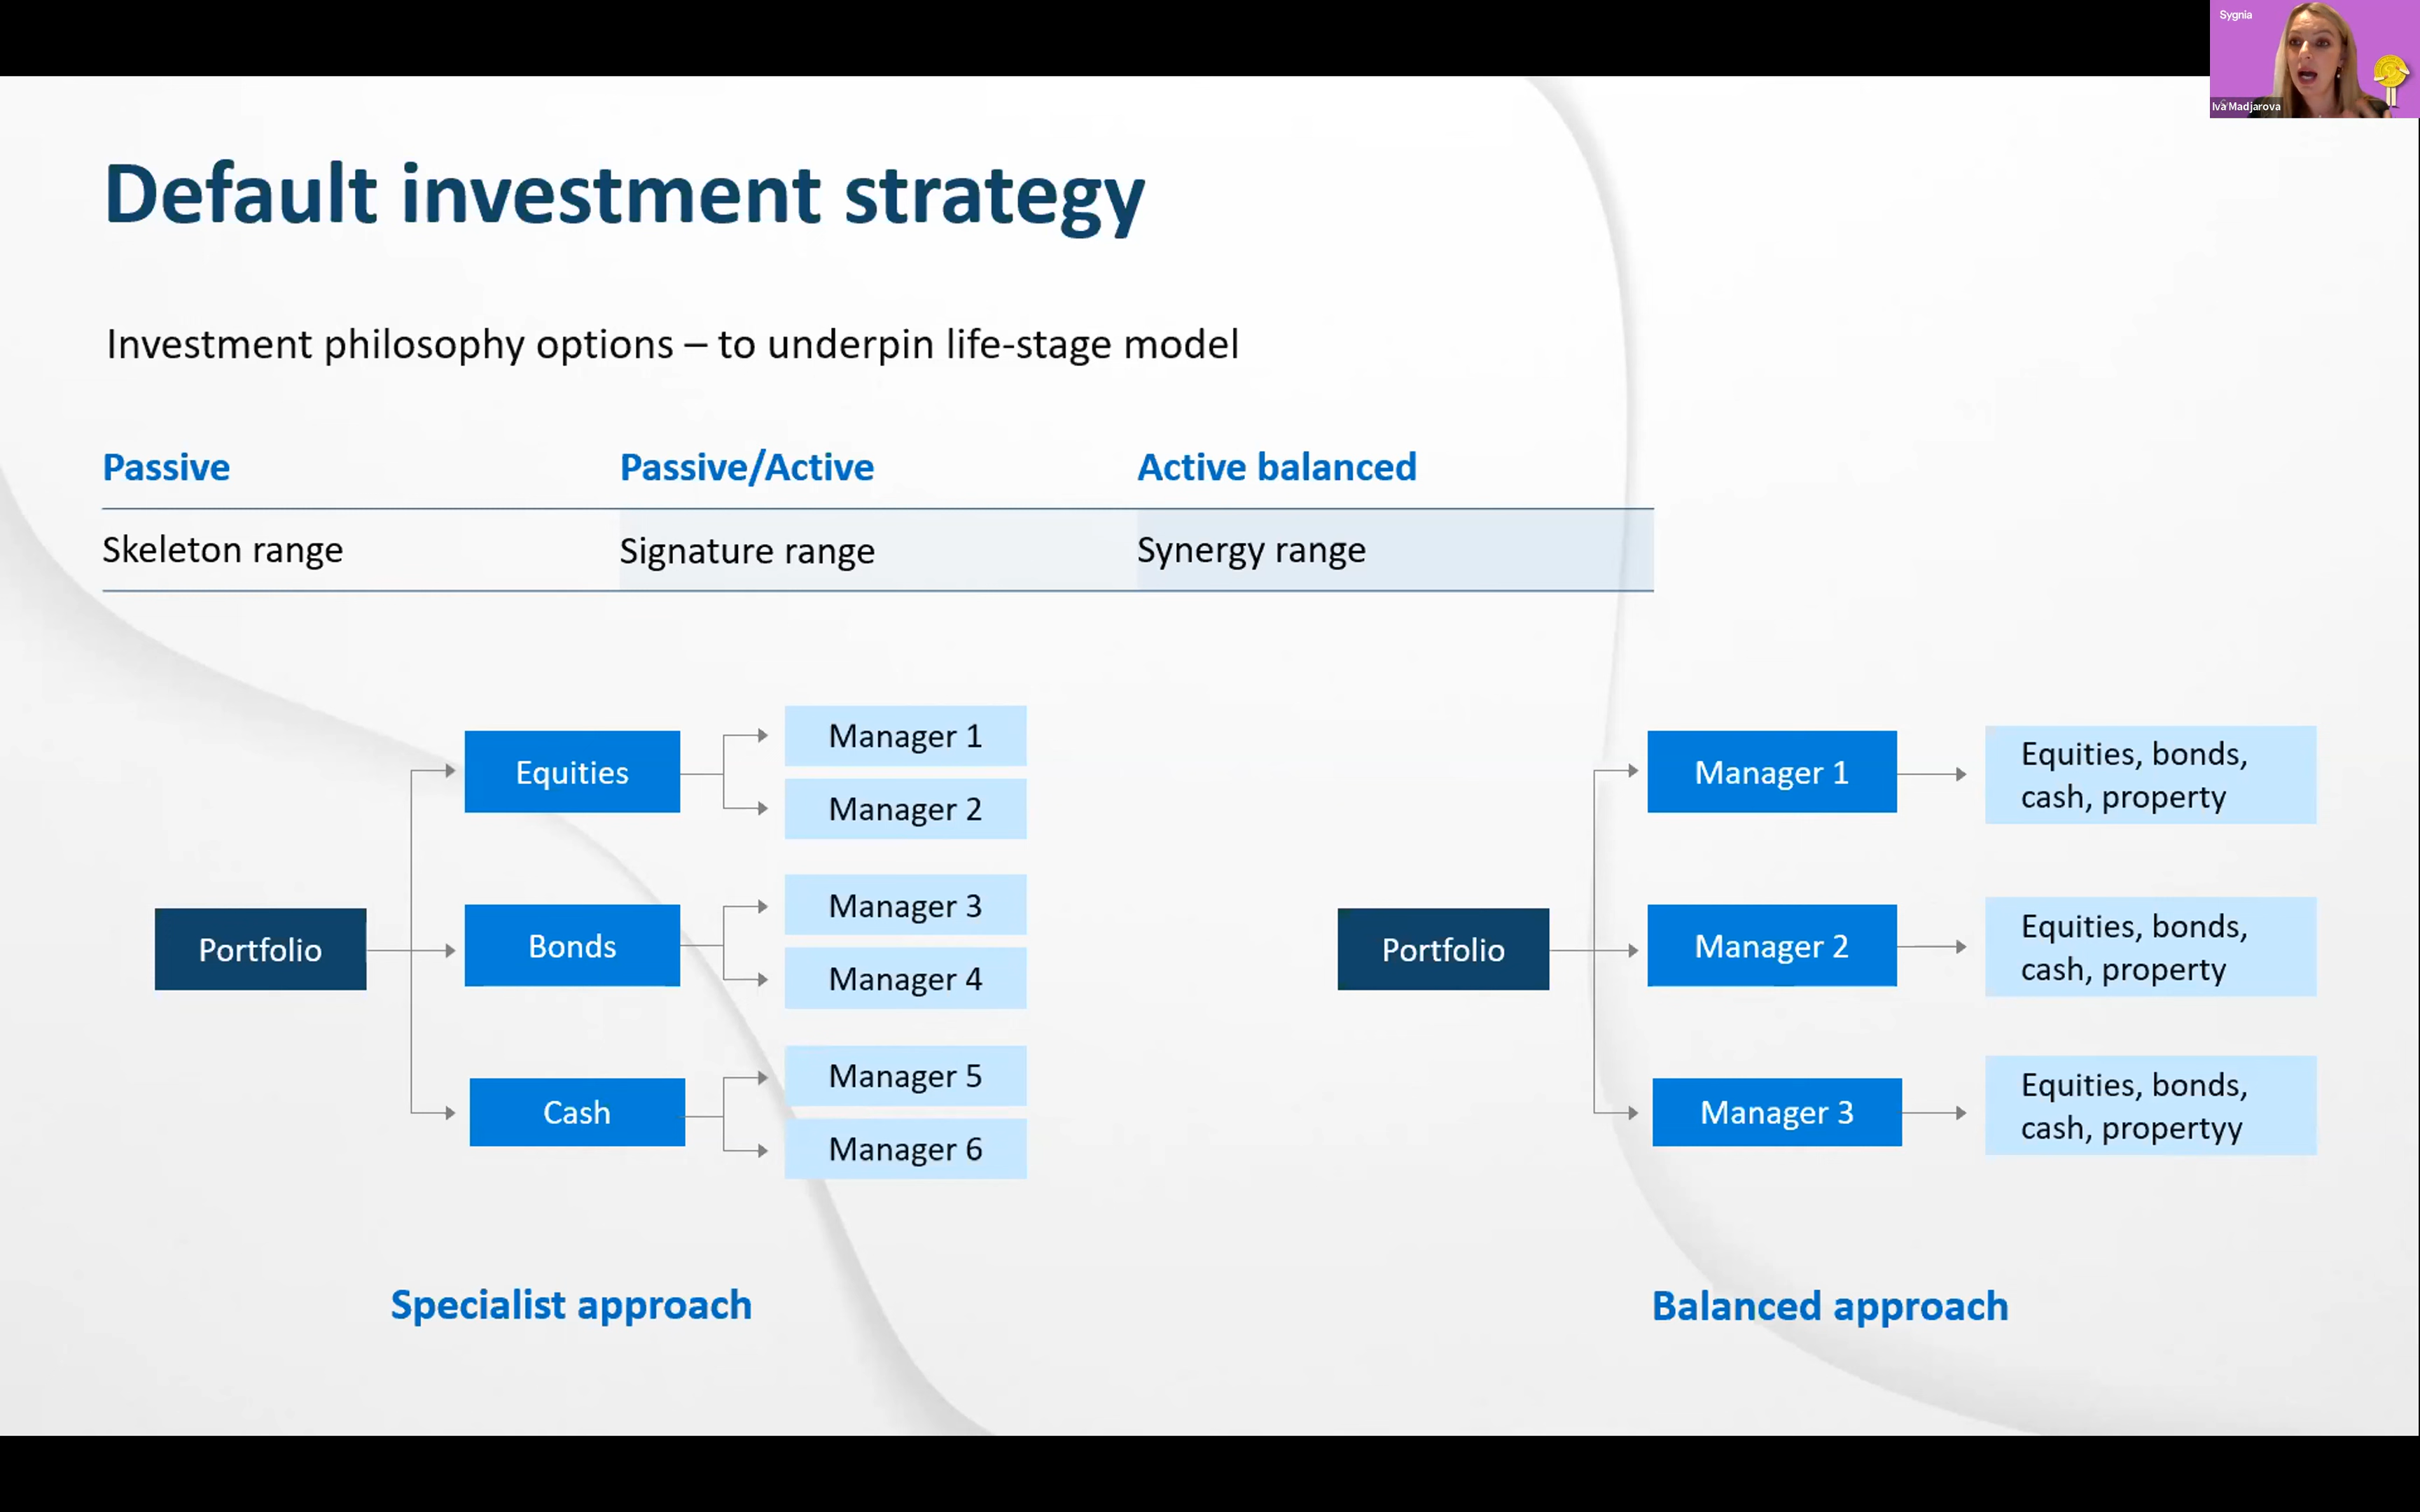 Sygnia
Iva Madjarova
Default investment strategy
Investment philosophy options – to underpin life-stage model
Passive
Passive/Active
Active balanced
Skeleton range
Signature range
Synergy range
Portfolio
Equities
Manager 1
Manager 2
Bonds
Manager 3
Manager 4
Cash
Manager 5
Manager 6
Specialist approach
Portfolio
Manager 1
Equities, bonds,
cash, property
Manager 2
Equities, bonds,
cash, property
Manager 3
Equities, bonds,
cash, propertyy
Balanced approach